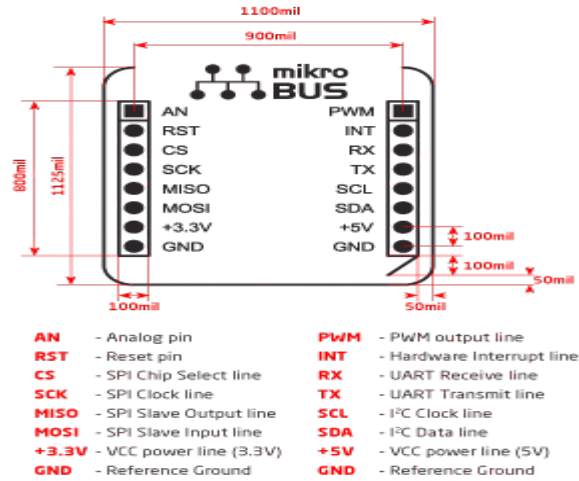 1100mil
900mil
mikro
BUS
800mil
1125mil
AN PWM
RST INT
CS RX
SCK TX
MISO SCL
MOSI SDA
+3.3V +5V
GND GND
100mil
100mil
50mil
100mil
50mil
AN - Analog pin
RST - Reset pin
CS - SPI Chip Select line
SCK - SPI Clock line
MISO - SPI Slave Output line
MOSI - SPI Slave Input line
+3.3V - VCC power line (3.3V)
GND - Reference Ground
PWM - PWM output line
INT - Hardware Interrupt line
RX - UART Receive line
TX - UART Transmit line
SCL - I²C Clock line
SDA - I²C Data line
+5V - VCC power line (5V)
GND - Reference Ground